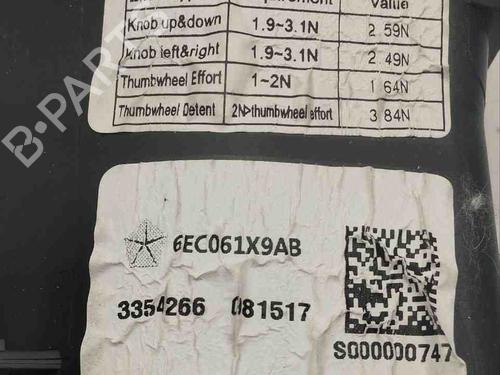 Value
Knob up&down 1.9~3.1N 2.59N
Knob left&right 1.9~3.1N 2.49N
Thumbwheel Effort 1~2N 1.64N
Thumbwheel Detent 2N>thumbwheel effort 3.84N
6EC061X9AB
3354266 081517
S000000747
B-PARTS